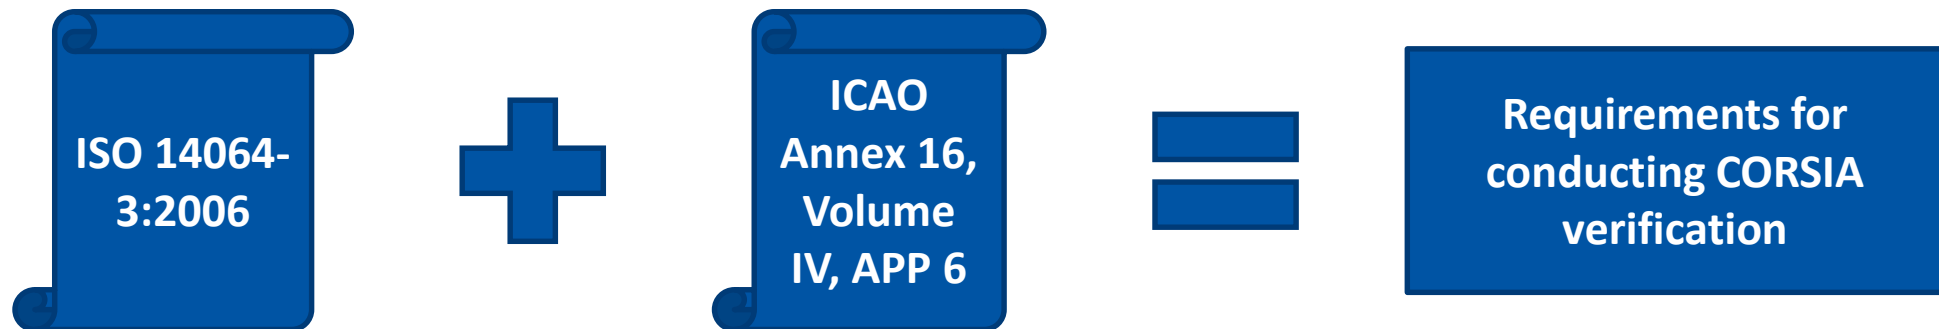 ISO 14064-
3:2006
ICAO
Annex 16,
Volume
IV, APP 6
Requirements for
conducting CORSIA
verification